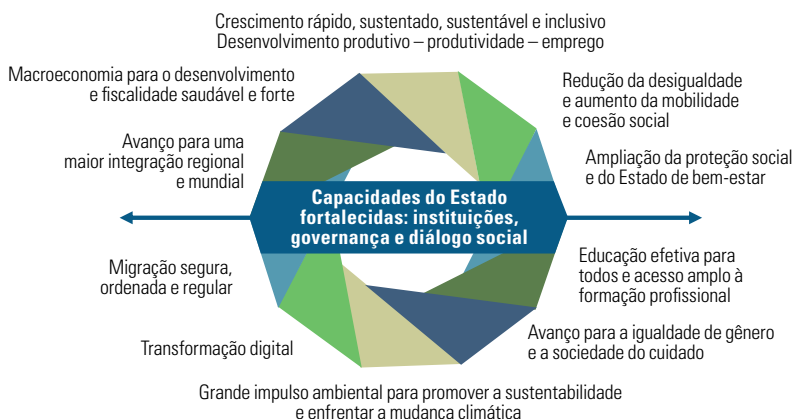 Crescimento rápido, sustentado, sustentável e inclusivo
Desenvolvimento produtivo – produtividade – emprego
Macroeconomia para o desenvolvimento
e fiscalidade saudável e forte
Redução da desigualdade
e aumento da mobilidade
e coesão social
Avanço para uma
maior integração regional
e mundial
Ampliação da proteção social
e do Estado de bem-estar
Capacidades do Estado
fortalecidas: instituições,
governança e diálogo social
Migração segura,
ordenada e regular
Educação efetiva para
todos e acesso amplo à
formação profissional
Transformação digital
Avanço para a igualdade de gênero
e a sociedade do cuidado
Grande impulso ambiental para promover a sustentabilidade
e enfrentar a mudança climática